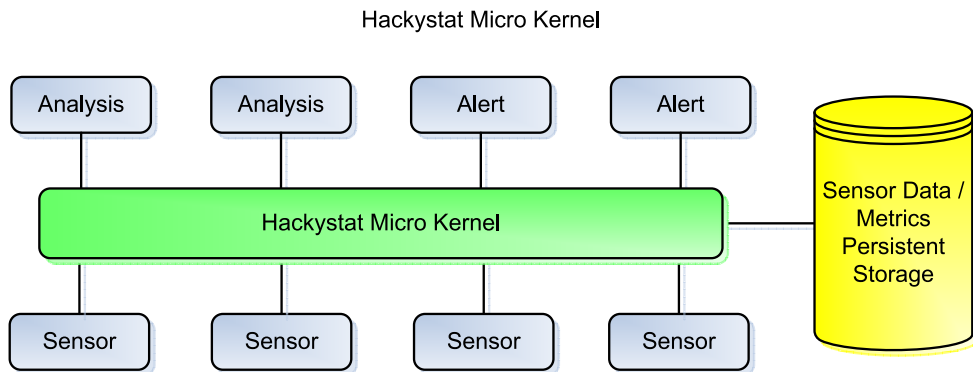 Hackystat Micro Kernel
Analysis
Analysis
Alert
Alert
Hackystat Micro Kernel
Sensor Data /
Metrics
Persistent
Storage
Sensor
Sensor
Sensor
Sensor